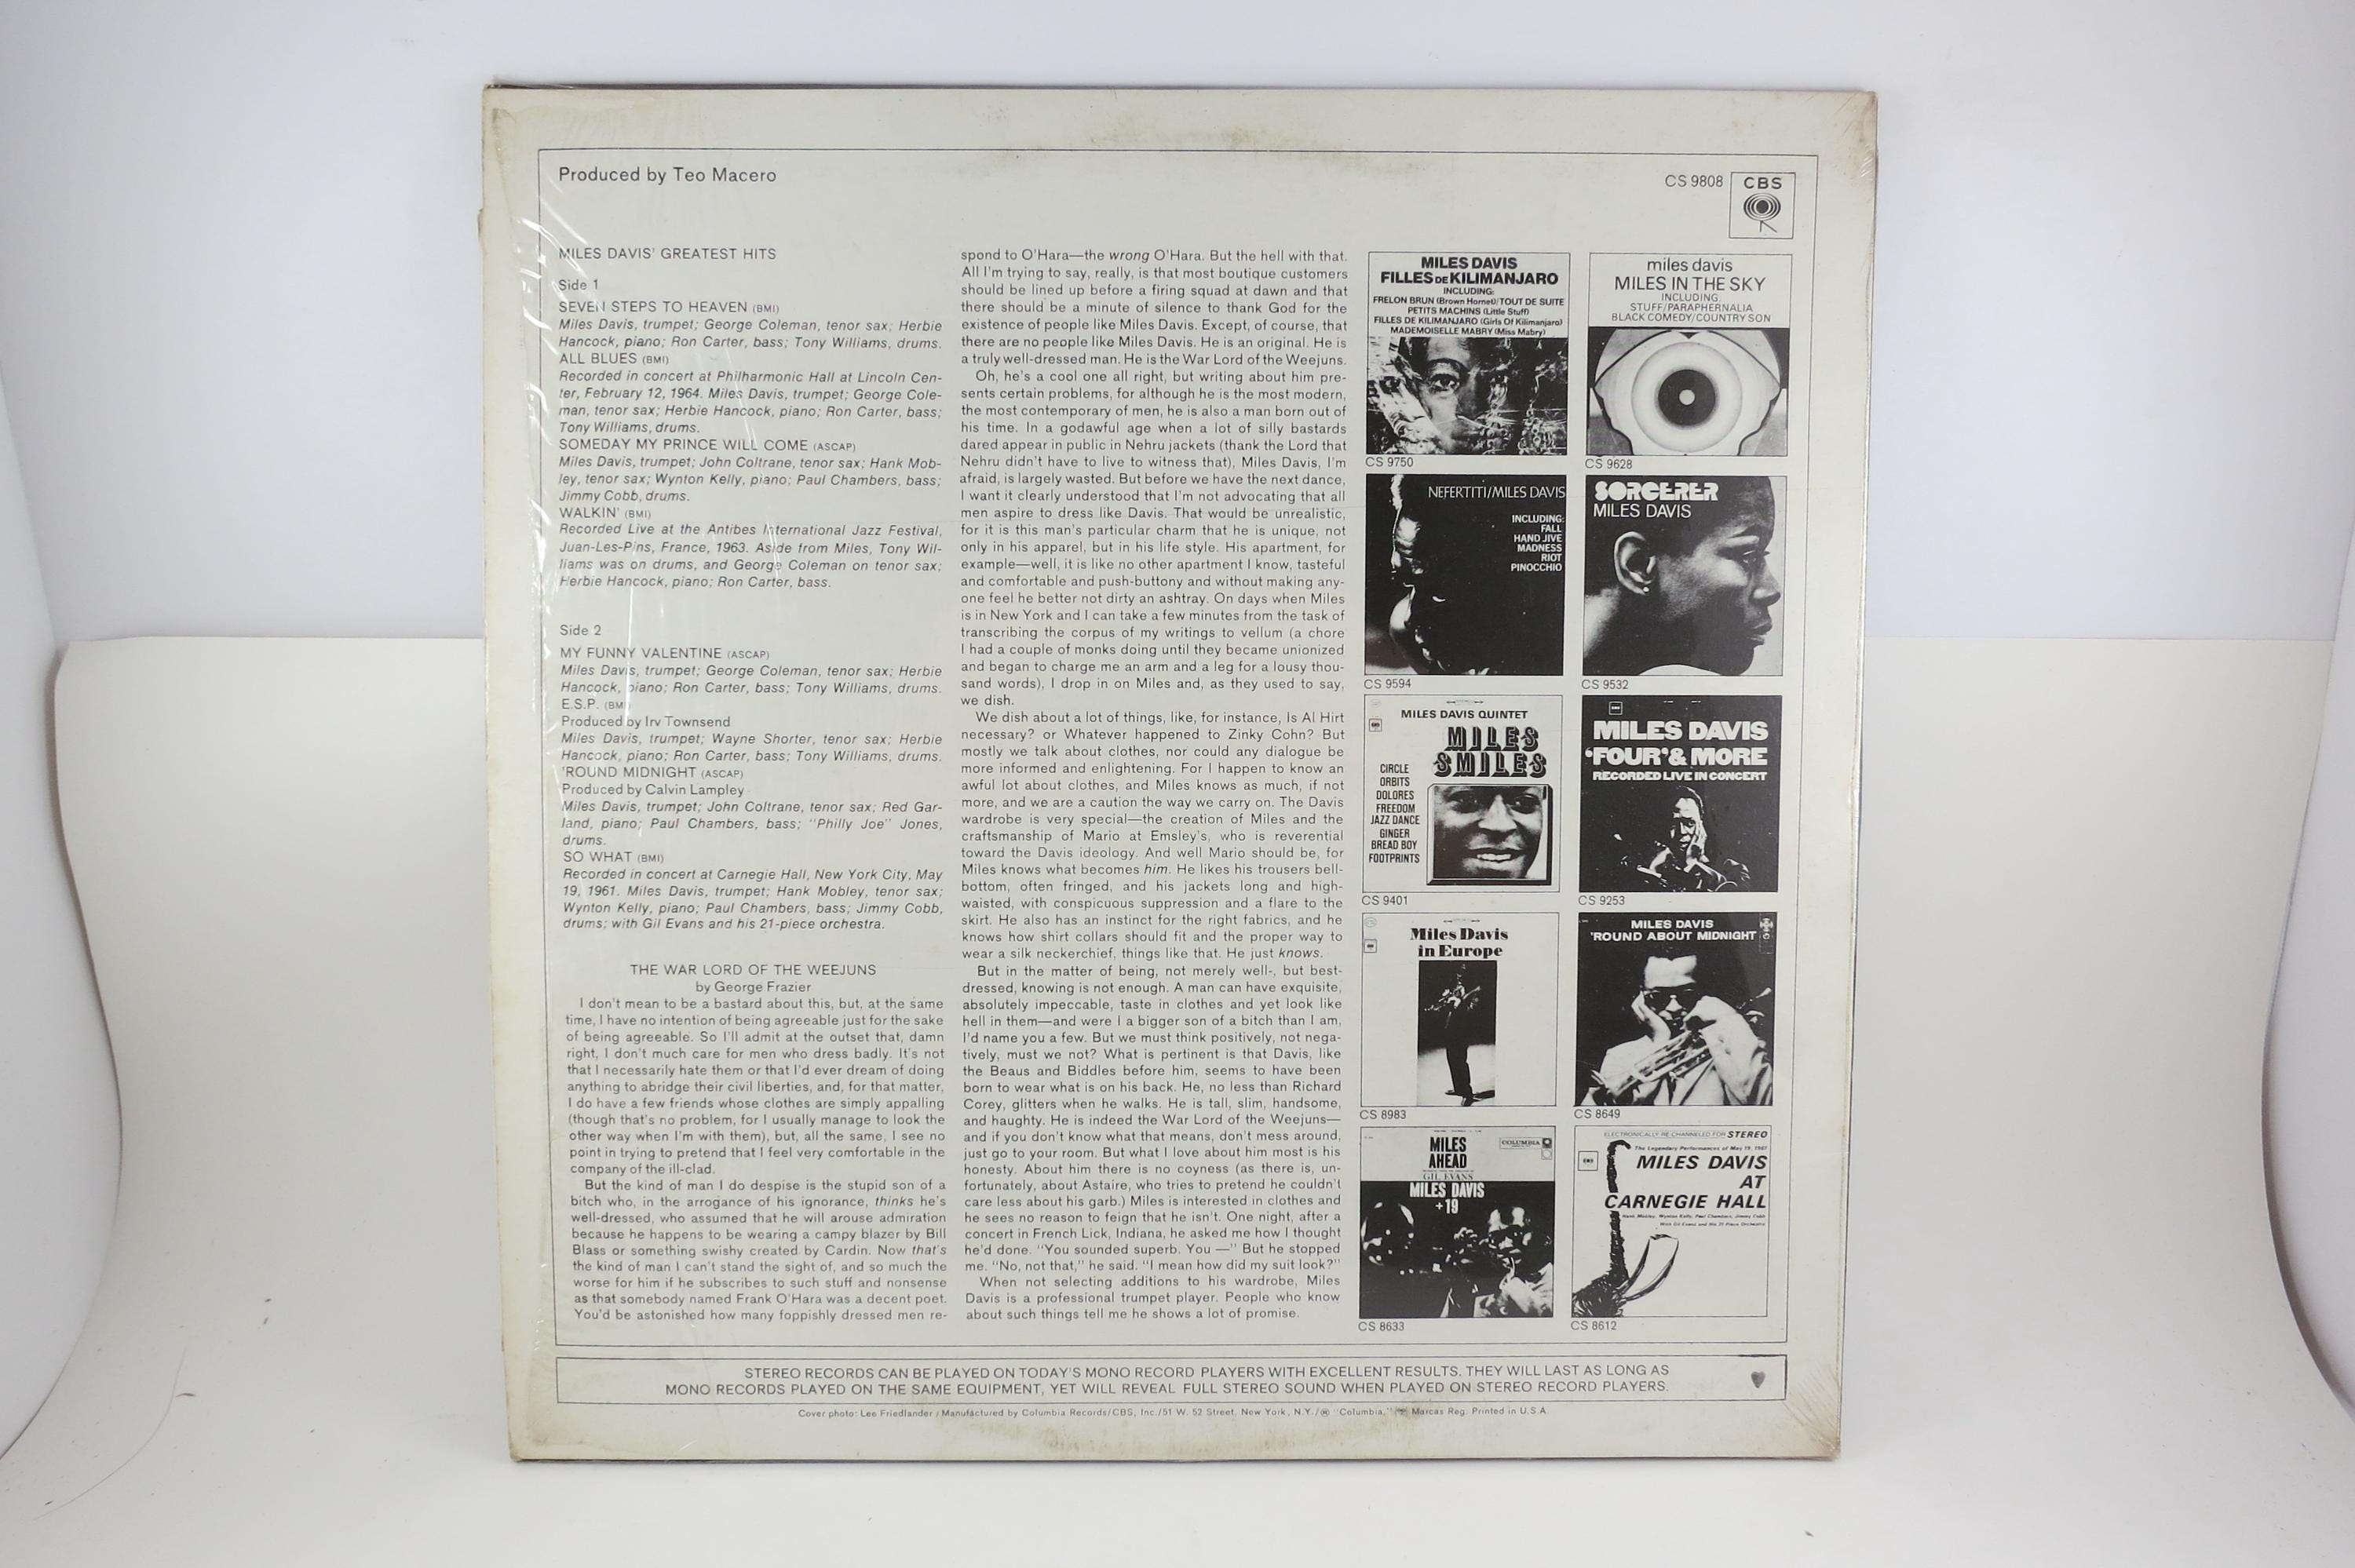 Produced by Teo Macero
CS 9808
CBS
MILES DAVIS' GREATEST HITS
Side 1
SEVEN STEPS TO HEAVEN (BMI)
Miles Davis, trumpet; George Coleman, tenor sax; Herbie
Hancock, piano; Ron Carter, bass; Tony Williams, drums.
ALL BLUES (BMI)
Recorded in concert at Philharmonic Hall at Lincoln Cen-
ter, February 12, 1964. Miles Davis, trumpet; George Cole-
man, tenor sax; Herbie Hancock, piano; Ron Carter, bass;
Tony Williams, drums.
SOMEDAY MY PRINCE WILL COME (ASCAP)
Miles Davis, trumpet; John Coltrane, tenor sax; Hank Mob-
ley, tenor sax; Wynton Kelly, piano; Paul Chambers, bass;
Jimmy Cobb, drums.
WALKIN' (BMI)
Recorded Live at the Antibes International Jazz Festival,
Juan-Les-Pins, France, 1963. Aside from Miles, Tony Wil-
liams was on drums, and George Coleman on tenor sax;
Herbie Hancock, piano; Ron Carter, bass.
Side 2
MY FUNNY VALENTINE (ASCAP)
Miles Davis, trumpet; George Coleman, tenor sax; Herbie
Hancock, piano; Ron Carter, bass; Tony Williams, drums.
E.S.P. (BMI)
Produced by Irv Townsend
Miles Davis, trumpet; Wayne Shorter, tenor sax; Herbie
Hancock, piano; Ron Carter, bass; Tony Williams, drums.
'ROUND MIDNIGHT (ASCAP)
Produced by Calvin Lampley
Miles Davis, trumpet; John Coltrane, tenor sax; Red Gar-
land, piano; Paul Chambers, bass; "Philly Joe" Jones,
drums.
SO WHAT (BMI)
Recorded in concert at Carnegie Hall, New York City, May
19, 1961. Miles Davis, trumpet; Hank Mobley, tenor sax;
Wynton Kelly, piano; Paul Chambers, bass; Jimmy Cobb,
drums; with Gil Evans and his 21-piece orchestra.
THE WAR LORD OF THE WEEJUNS
by George Frazier
I don't mean to be a bastard about this, but, at the same
time, I have no intention of being agreeable just for the sake
of being agreeable. So I'll admit at the outset that, damn
right, I don't much care for men who dress badly. It's not
that I necessarily hate them or that I'd ever dream of doing
anything to abridge their civil liberties, and, for that matter,
I do have a few friends whose clothes are simply appalling
(though that's no problem, for I usually manage to look the
other way when I'm with them), but, all the same, I see no
point in trying to pretend that I feel very comfortable in the
company of the ill-clad.
But the kind of man I do despise is the stupid son of a
bitch who, in the arrogance of his ignorance, thinks he's
well-dressed, who assumed that he will arouse admiration
because he happens to be wearing a campy blazer by Bill
Blass or something swishy created by Cardin. Now that's
the kind of man I can't stand the sight of, and so much the
worse for him if he subscribes to such stuff and nonsense
as that somebody named Frank O'Hara was a decent poet.
You'd be astonished how many foppishly dressed men re-
spond to O'Hara—the wrong O'Hara. But the hell with that.
All I'm trying to say, really, is that most boutique customers
should be lined up before a firing squad at dawn and that
there should be a minute of silence to thank God for the
existence of people like Miles Davis. Except, of course, that
there are no people like Miles Davis. He is an original. He is
a truly well-dressed man. He is the War Lord of the Weejuns.
Oh, he's a cool one all right, but writing about him pre-
sents certain problems, for although he is the most modern,
the most contemporary of men, he is also a man born out of
his time. In a godawful age when a lot of silly bastards
dared appear in public in Nehru jackets (thank the Lord that
Nehru didn't have to live to witness that), Miles Davis, I'm
afraid, is largely wasted. But before we have the next dance,
I want it clearly understood that I'm not advocating that all
men aspire to dress like Davis. That would be unrealistic,
for it is this man's particular charm that he is unique, not
only in his apparel, but in his life style. His apartment, for
example—well, it is like no other apartment I know, tasteful
and comfortable and push-buttony and without making any-
one feel he better not dirty an ashtray. On days when Miles
is in New York and I can take a few minutes from the task of
transcribing the corpus of my writings to vellum (a chore
I had a couple of monks doing until they became unionized
and began to charge me an arm and a leg for a lousy thou-
sand words), I drop in on Miles and, as they used to say,
we dish.
We dish about a lot of things, like, for instance, Is Al Hirt
necessary? or Whatever happened to Zinky Cohn? But
mostly we talk about clothes, nor could any dialogue be
more informed and enlightening. For I happen to know an
awful lot about clothes, and Miles knows as much, if not
more, and we are a caution the way we carry on. The Davis
wardrobe is very special—the creation of Miles and the
craftsmanship of Mario at Emsley's, who is reverential
toward the Davis ideology. And well Mario should be, for
Miles knows what becomes him. He likes his trousers bell-
bottom, often fringed, and his jackets long and high-
waisted, with conspicuous suppression and a flare to the
skirt. He also has an instinct for the right fabrics, and he
knows how shirt collars should fit and the proper way to
wear a silk neckerchief, things like that. He just knows.
But in the matter of being, not merely well-, but best-
dressed, knowing is not enough. A man can have exquisite,
absolutely impeccable, taste in clothes and yet look like
hell in them—and were I a bigger son of a bitch than I am,
I'd name you a few. But we must think positively, not nega-
tively, must we not? What is pertinent is that Davis, like
the Beaus and Biddles before him, seems to have been
born to wear what is on his back. He, no less than Richard
Corey, glitters when he walks. He is tall, slim, handsome,
and haughty. He is indeed the War Lord of the Weejuns—
and if you don't know what that means, don't mess around,
just go to your room. But what I love about him most is his
honesty. About him there is no coyness (as there is, un-
fortunately, about Astaire, who tries to pretend he couldn't
care less about his garb.) Miles is interested in clothes and
he sees no reason to feign that he isn't. One night, after a
concert in French Lick, Indiana, he asked me how I thought
he'd done. "You sounded superb. You —" But he stopped
me. "No, not that," he said. "I mean how did my suit look?"
When not selecting additions to his wardrobe, Miles
Davis is a professional trumpet player. People who know
about such things tell me he shows a lot of promise.
MILES DAVIS
FILLES DE KILIMANJARO
INCLUDING:
FRELON BRUN (Brown Hornet)/TOUT DE SUITE
PETITS MACHINS (Little Stuff)
FILLES DE KILIMANJARO (Girls Of Kilimanjaro)
MADEMOISELLE MABRY (Miss Mabry)
CS 9750
miles davis
MILES IN THE SKY
INCLUDING:
STUFF/PARAPHERNALIA
BLACK COMEDY/COUNTRY SON
CS 9628
NEFERTITI/MILES DAVIS
INCLUDING:
FALL
HAND JIVE
MADNESS
RIOT
PINOCCHIO
CS 9594
SORCERER
MILES DAVIS
CS 9532
MILES DAVIS QUINTET
MILES
SMILES
CIRCLE
ORBITS
DOLORES
FREEDOM
JAZZ DANCE
GINGER
BREAD BOY
FOOTPRINTS
CS 9401
MILES DAVIS
'FOUR' & MORE
RECORDED LIVE IN CONCERT
CS 9253
Miles Davis
in Europe
CS 8983
MILES DAVIS
'ROUND ABOUT MIDNIGHT
CS 8649
MILES
AHEAD
COLUMBIA
GIL EVANS
MILES DAVIS
+19
CS 8633
ELECTRONICALLY RE-CHANNELED FOR STEREO
The Legendary Performances of May 19, 1961
MILES DAVIS
AT
CARNEGIE HALL
Hank Mobley, Wynton Kelly, Paul Chambers, Jimmy Cobb
With Gil Evans and His 21 Piece Orchestra
CS 8612
STEREO RECORDS CAN BE PLAYED ON TODAY'S MONO RECORD PLAYERS WITH EXCELLENT RESULTS. THEY WILL LAST AS LONG AS
MONO RECORDS PLAYED ON THE SAME EQUIPMENT, YET WILL REVEAL FULL STEREO SOUND WHEN PLAYED ON STEREO RECORD PLAYERS.
Cover photo: Lee Friedlander / Manufactured by Columbia Records/CBS, Inc./51 W. 52 Street, New York, N.Y./® "Columbia," Marcas Reg. Printed in U.S.A.